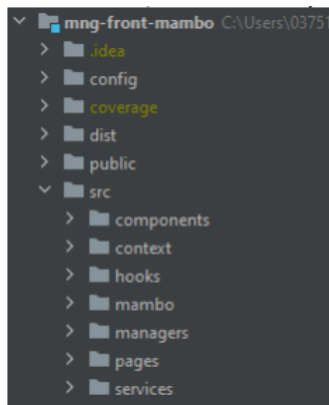 mng-front-mambo C:\Users\03751
.idea
config
coverage
dist
public
src
components
context
hooks
mambo
managers
pages
services